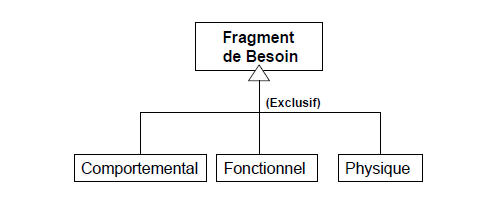 Fragment
de Besoin
(Exclusif)
Comportemental
Fonctionnel
Physique